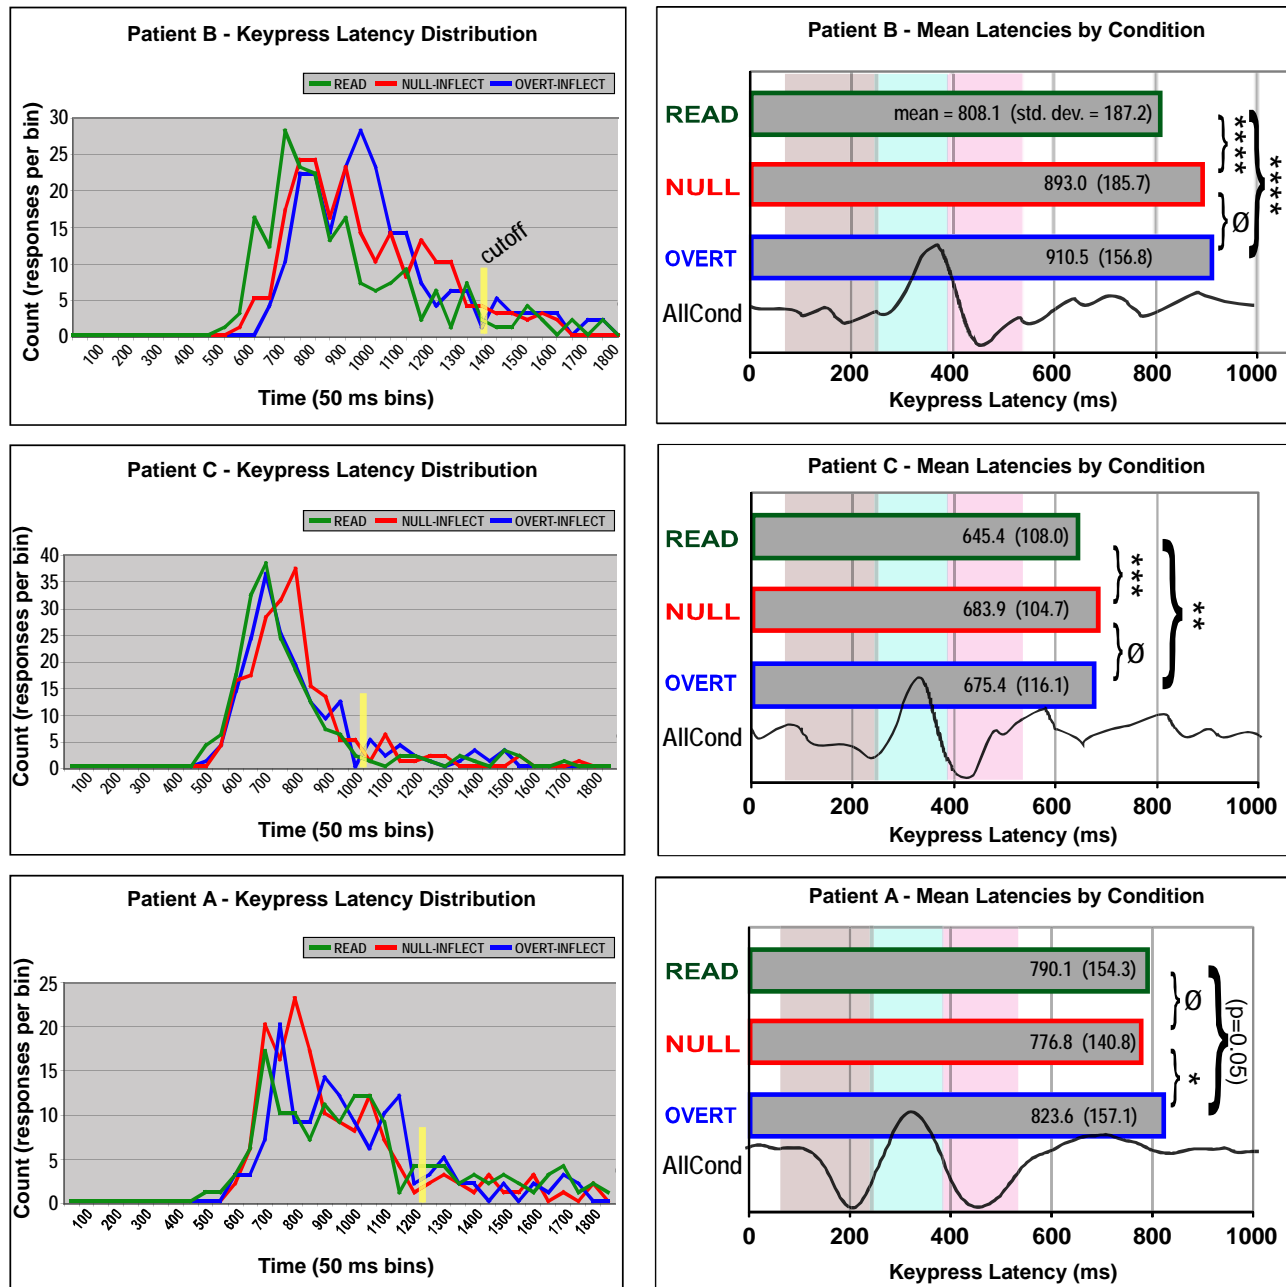 Patient B - Keypress Latency Distribution
READ NULL-INFLECT OVERT-INFLECT
Count (responses per bin)
30
25
20
15
10
5
0
cutoff
100 200 300 400 500 600 700 800 900 1000 1100 1200 1300 1400 1500 1600 1700 1800
Time (50 ms bins)
Patient B - Mean Latencies by Condition
READ mean = 808.1 (std. dev. = 187.2)
NULL 893.0 (185.7)
OVERT 910.5 (156.8)
AllCond
****
Ø
****
0 200 400 600 800 1000
Keypress Latency (ms)
Patient C - Keypress Latency Distribution
READ NULL-INFLECT OVERT-INFLECT
Count (responses per bin)
40
35
30
25
20
15
10
5
0
100 200 300 400 500 600 700 800 900 1000 1100 1200 1300 1400 1500 1600 1700 1800
Time (50 ms bins)
Patient C - Mean Latencies by Condition
READ 645.4 (108.0)
NULL 683.9 (104.7)
OVERT 675.4 (116.1)
AllCond
***
Ø
**
0 200 400 600 800 1000
Keypress Latency (ms)
Patient A - Keypress Latency Distribution
READ NULL-INFLECT OVERT-INFLECT
Count (responses per bin)
25
20
15
10
5
0
100 200 300 400 500 600 700 800 900 1000 1100 1200 1300 1400 1500 1600 1700 1800
Time (50 ms bins)
Patient A - Mean Latencies by Condition
READ 790.1 (154.3)
NULL 776.8 (140.8)
OVERT 823.6 (157.1)
AllCond
Ø
*
(p=0.05)
0 200 400 600 800 1000
Keypress Latency (ms)